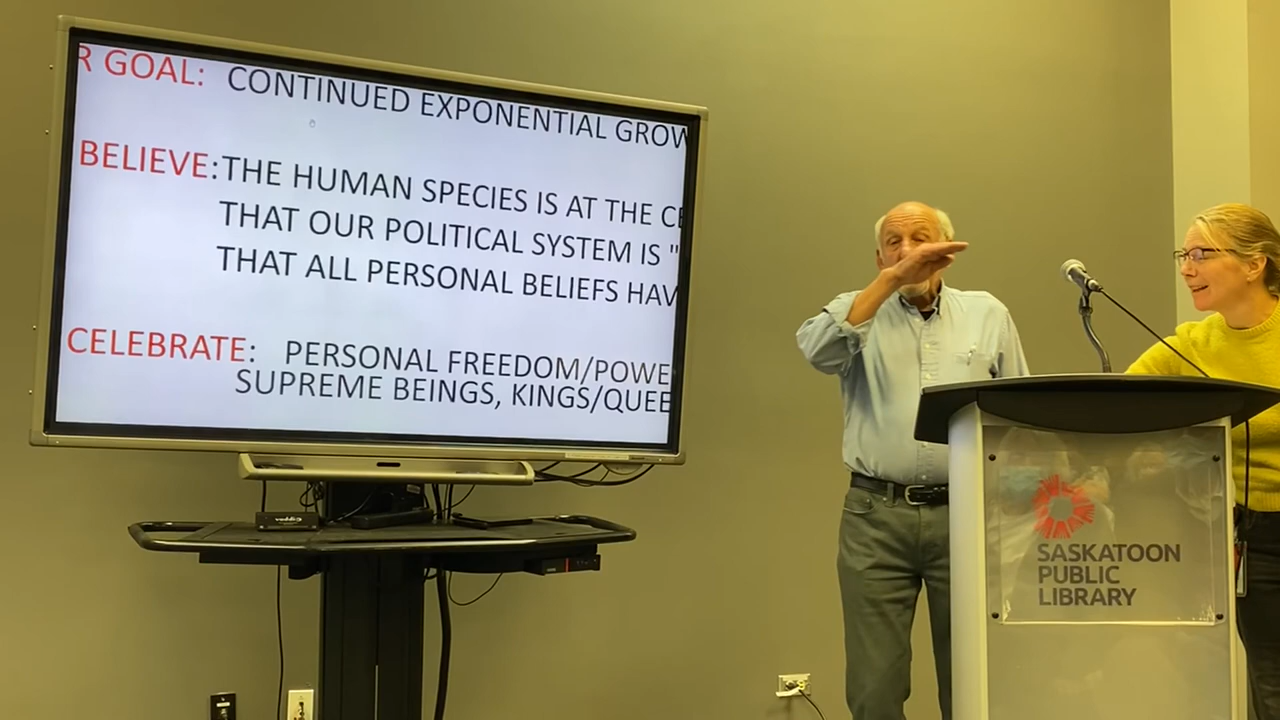 R GOAL: CONTINUED EXPONENTIAL GROW
BELIEVE: THE HUMAN SPECIES IS AT THE CE
THAT OUR POLITICAL SYSTEM IS "
THAT ALL PERSONAL BELIEFS HAV
CELEBRATE: PERSONAL FREEDOM/POWE
SUPREME BEINGS, KINGS/QUEE
SASKATOON
PUBLIC
LIBRARY